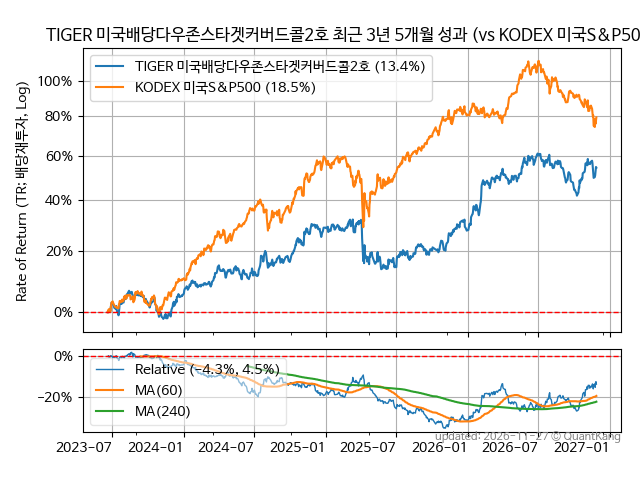 TIGER 미국배당다우존스타겟커버드콜2호 최근 3년 5개월 성과 (vs KODEX 미국S&P50
TIGER 미국배당다우존스타겟커버드콜2호 (13.4%)
KODEX 미국S&P500 (18.5%)
Rate of Return (TR: 배당재투자, Log)
100%
80%
60%
40%
20%
0%
Relative (−4.3%, 4.5%)
MA(60)
MA(240)
0%
−20%
2023-07
2024-01
2024-07
2025-01
2025-07
2026-01
2026-07
2027-01
updated: 2026-11-27 © QuantKang